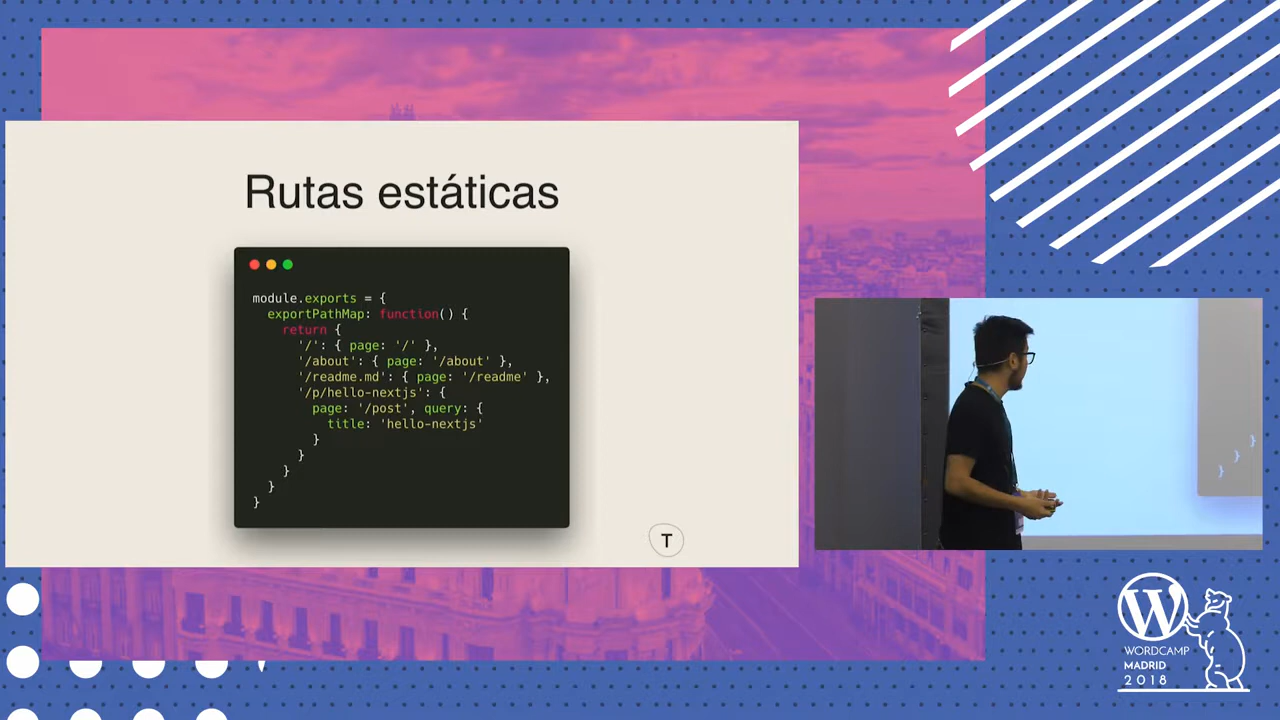 Rutas estáticas
module.exports = {
  exportPathMap: function() {
    return {
      '/': { page: '/' },
      '/about': { page: '/about' },
      '/readme.md': { page: '/readme' },
      '/p/hello-nextjs': {
        page: '/post', query: {
          title: 'hello-nextjs'
        }
      }
    }
  }
}
T
}
}
}
W
WORDCAMP
MADRID
2018